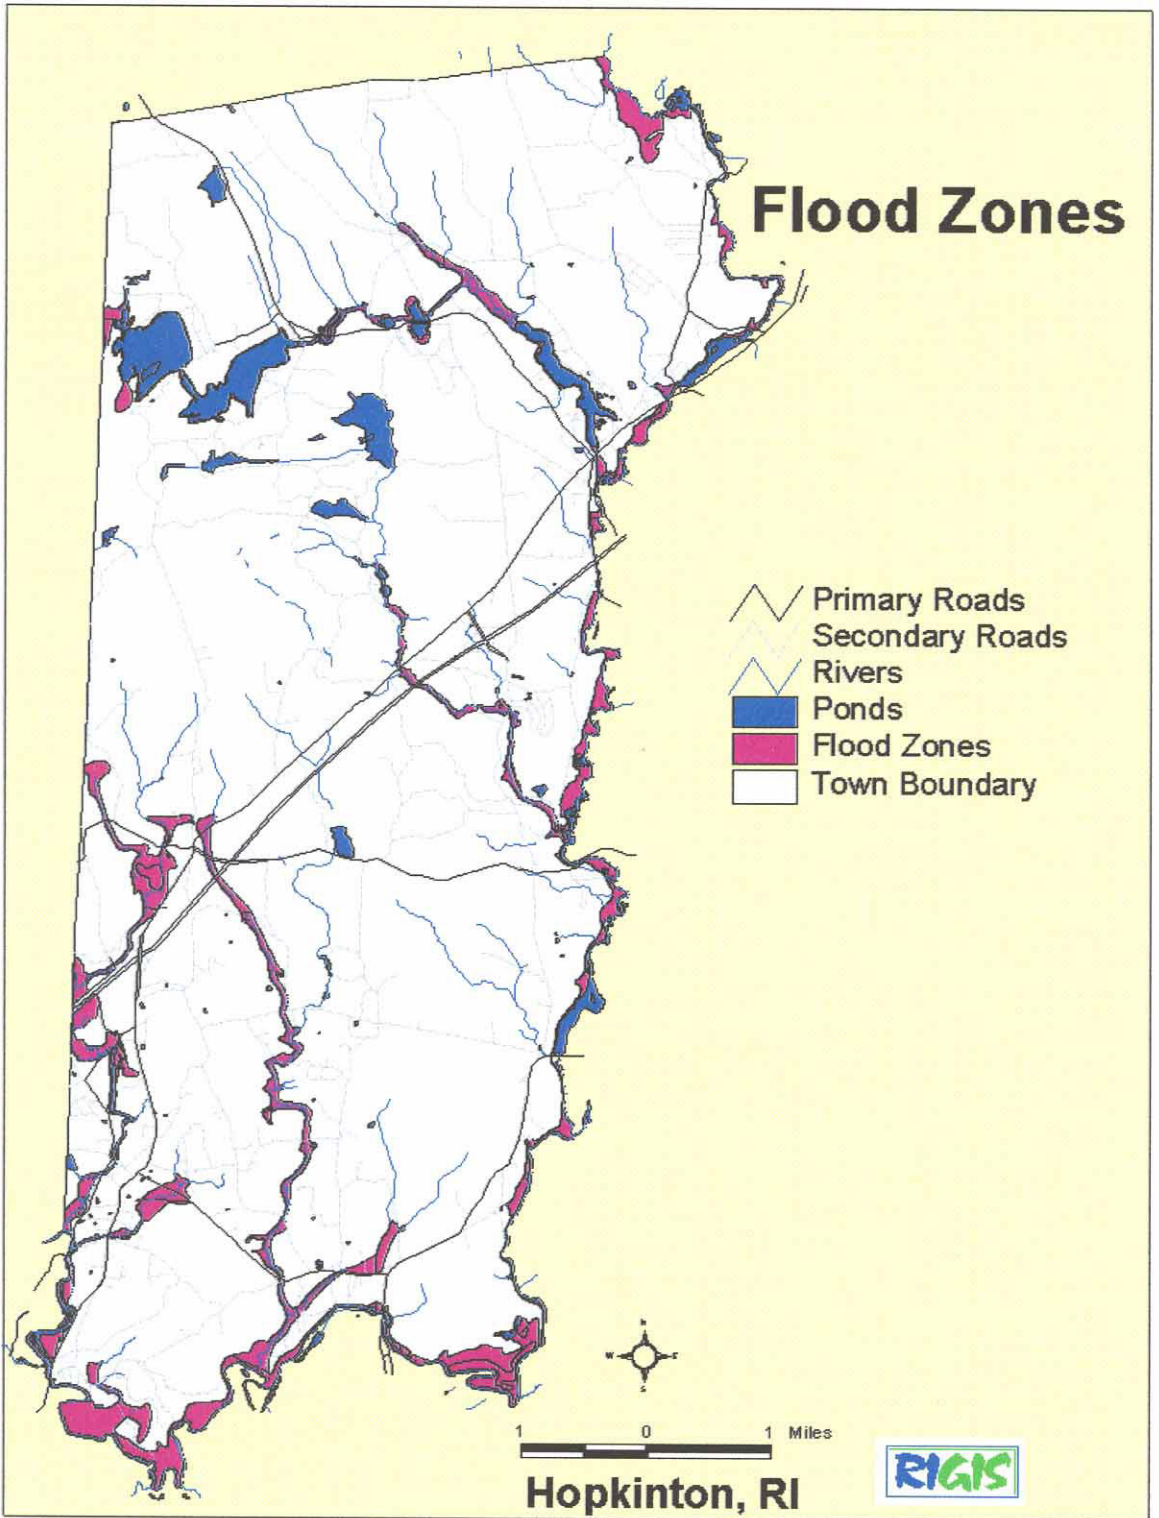 Flood Zones
Primary Roads
Secondary Roads
Rivers
Ponds
Flood Zones
Town Boundary
N
W E
S
1 0 1 Miles
Hopkinton, RI
RIGIS